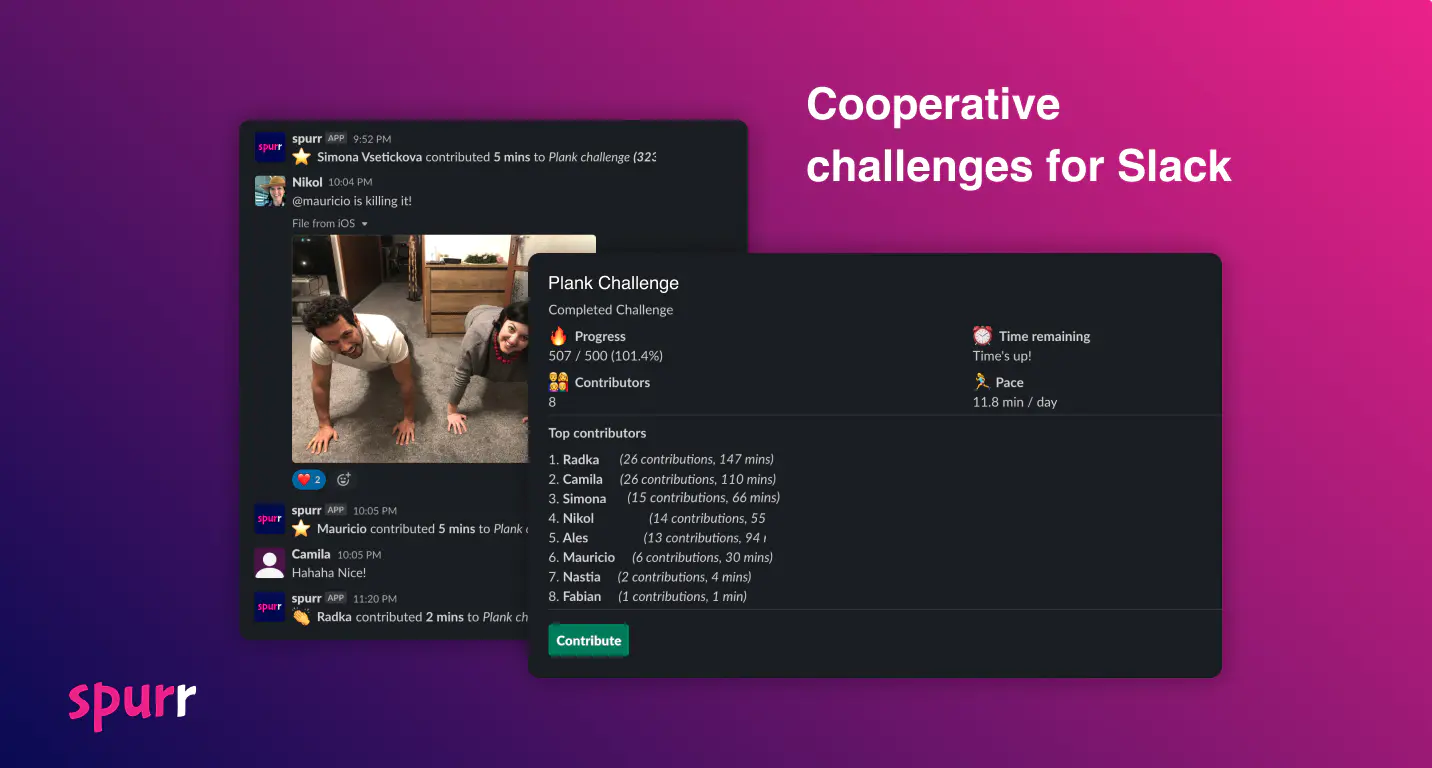 Cooperative
challenges for Slack
spurr
spurr APP 9:52 PM
Simona Vsetickova contributed 5 mins to Plank challenge (323
Nikol 10:04 PM
@mauricio is killing it!
File from iOS
2
spurr
spurr APP 10:05 PM
Mauricio contributed 5 mins to Plank
Camila 10:05 PM
Hahaha Nice!
spurr
spurr APP 11:20 PM
Radka contributed 2 mins to Plank ch
Plank Challenge
Completed Challenge
Progress
507 / 500 (101.4%)
Time remaining
Time's up!
Contributors
8
Pace
11.8 min / day
Top contributors
1. Radka (26 contributions, 147 mins)
2. Camila (26 contributions, 110 mins)
3. Simona (15 contributions, 66 mins)
4. Nikol (14 contributions, 55
5. Ales (13 contributions, 94
6. Mauricio (6 contributions, 30 mins)
7. Nastia (2 contributions, 4 mins)
8. Fabian (1 contributions, 1 min)
Contribute
spurr